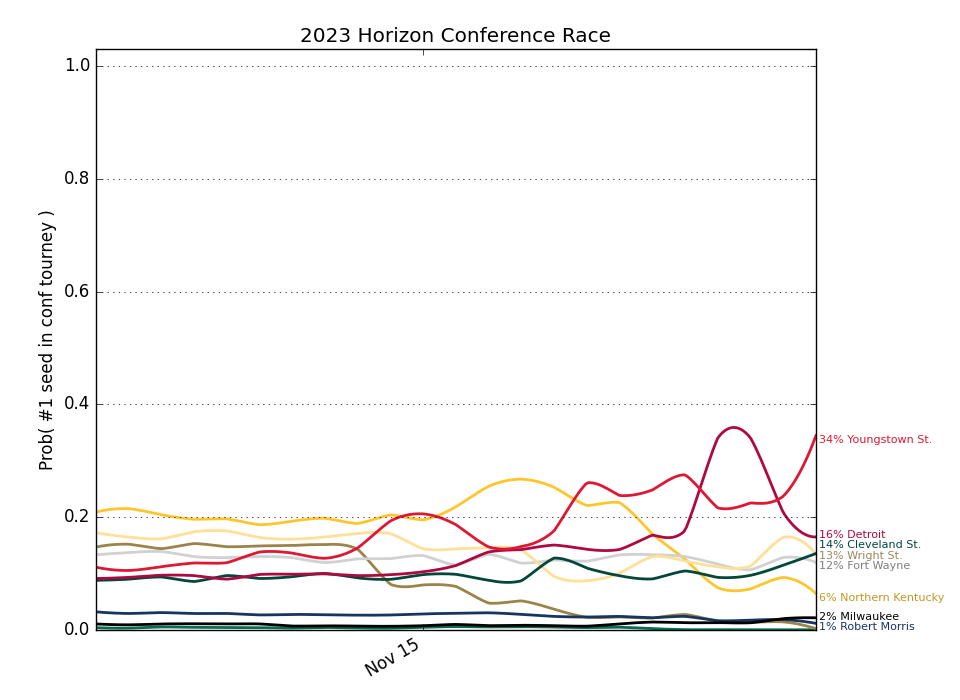 2023 Horizon Conference Race
1.0
0.8
0.6
0.4
0.2
0.0
Prob( #1 seed in conf tourney )
Nov 15
34% Youngstown St.
16% Detroit
14% Cleveland St.
13% Wright St.
12% Fort Wayne
6% Northern Kentucky
2% Milwaukee
1% Robert Morris